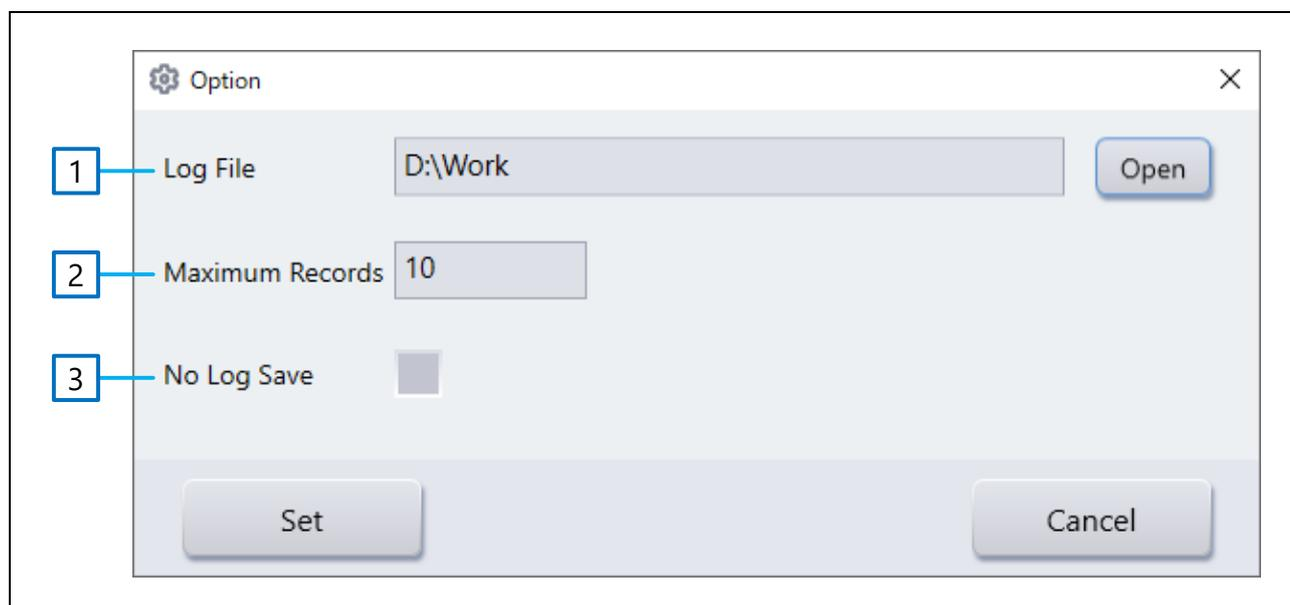 Option
1 Log File D:\Work Open
2 Maximum Records 10
3 No Log Save
Set Cancel